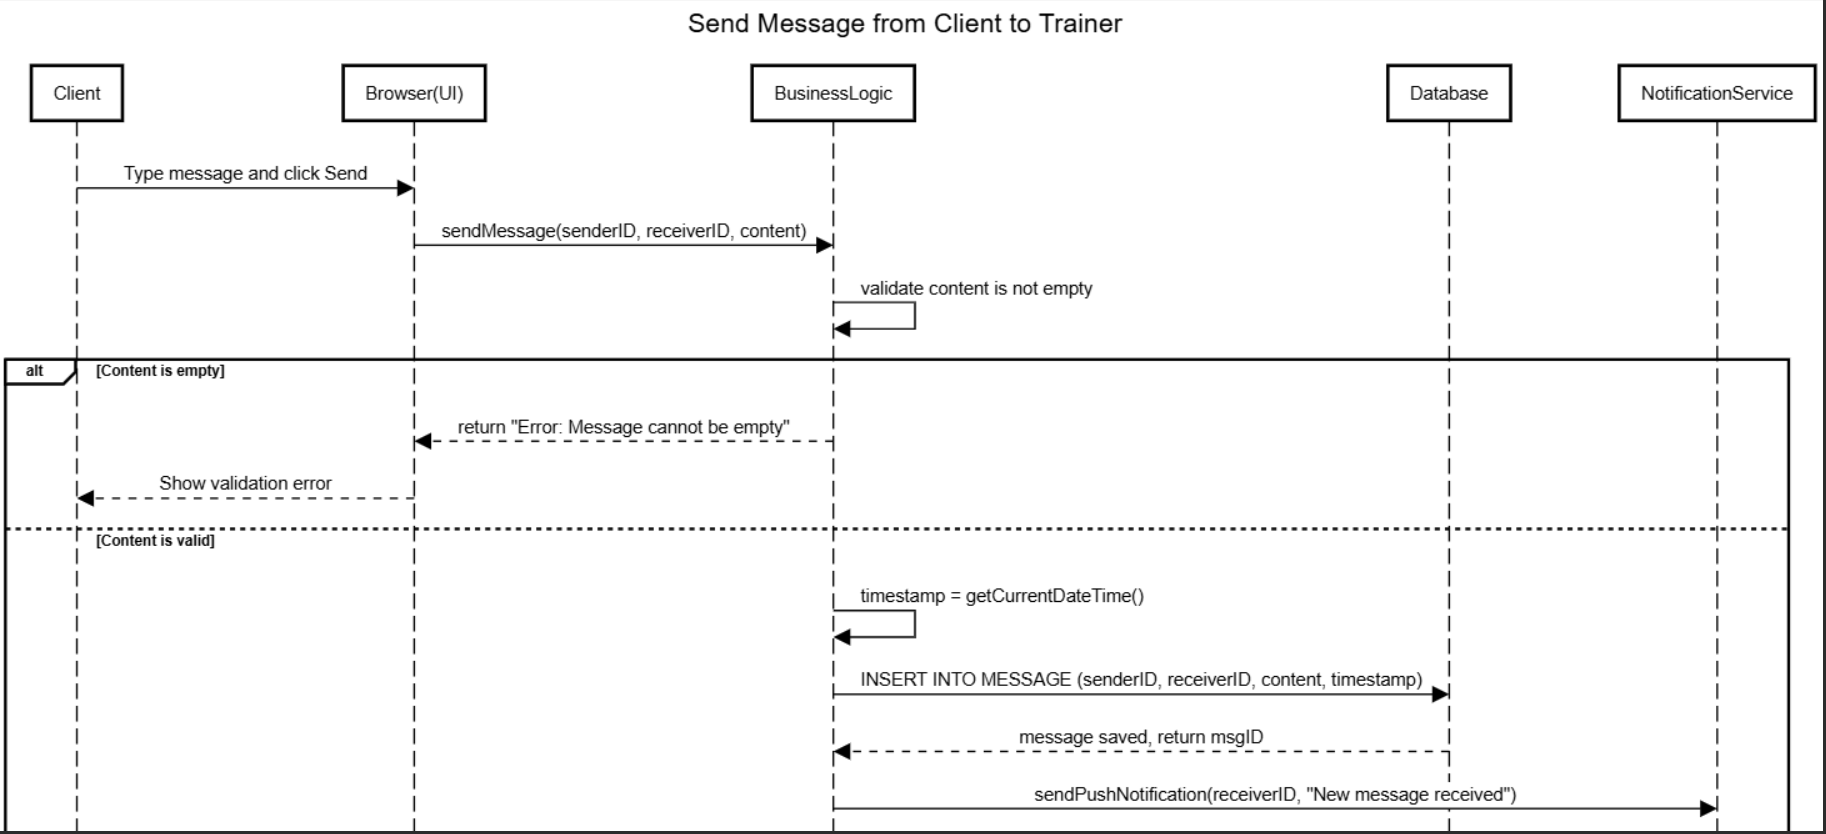 Send Message from Client to Trainer
Client
Browser(UI)
BusinessLogic
Database
NotificationService
Type message and click Send
sendMessage(senderID, receiverID, content)
validate content is not empty
alt
[Content is empty]
return "Error: Message cannot be empty"
Show validation error
[Content is valid]
timestamp = getCurrentDateTime()
INSERT INTO MESSAGE (senderID, receiverID, content, timestamp)
message saved, return msgID
sendPushNotification(receiverID, "New message received")